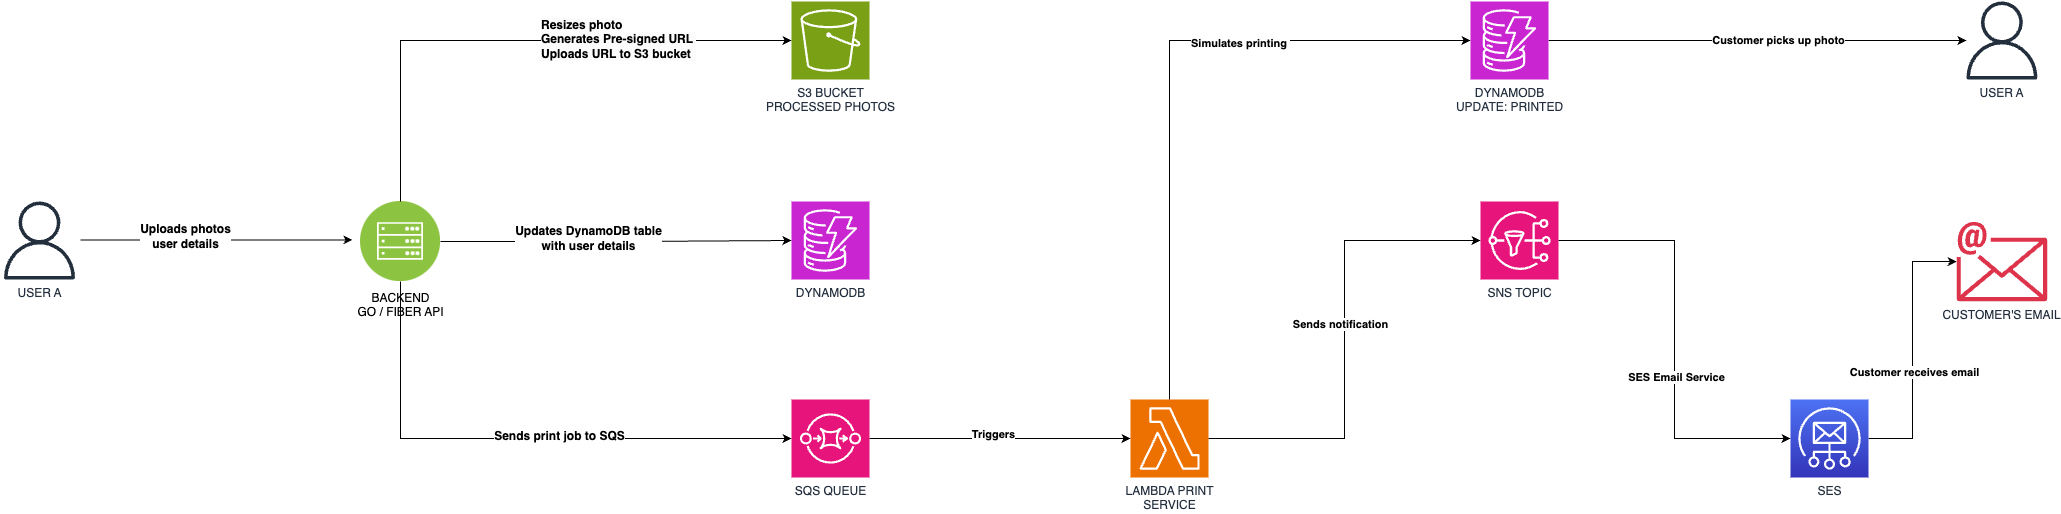 Resizes photo
Generates Pre-signed URL
Uploads URL to S3 bucket
S3 BUCKET
PROCESSED PHOTOS
Simulates printing
DYNAMODB
UPDATE: PRINTED
Customer picks up photo
USER A
Uploads photos
user details
USER A
BACKEND
GO / FIBER API
Updates DynamoDB table
with user details
DYNAMODB
Sends print job to SQS
SQS QUEUE
Triggers
LAMBDA PRINT
SERVICE
Sends notification
SNS TOPIC
SES Email Service
SES
Customer receives email
@
CUSTOMER'S EMAIL